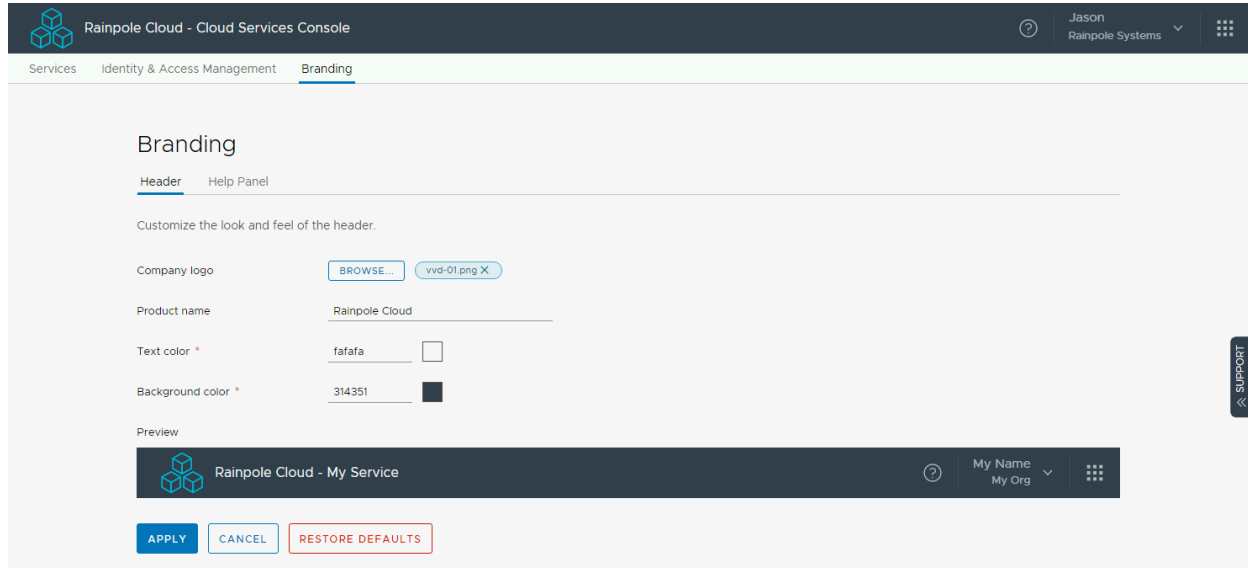 Rainpole Cloud - Cloud Services Console
Jason
Rainpole Systems
Services Identity & Access Management Branding
Branding
Header Help Panel
Customize the look and feel of the header.
Company logo BROWSE... vvd-01.png
Product name Rainpole Cloud
Text color * fafafa
Background color * 314351
SUPPORT
Preview
Rainpole Cloud - My Service
My Name
My Org
APPLY CANCEL RESTORE DEFAULTS